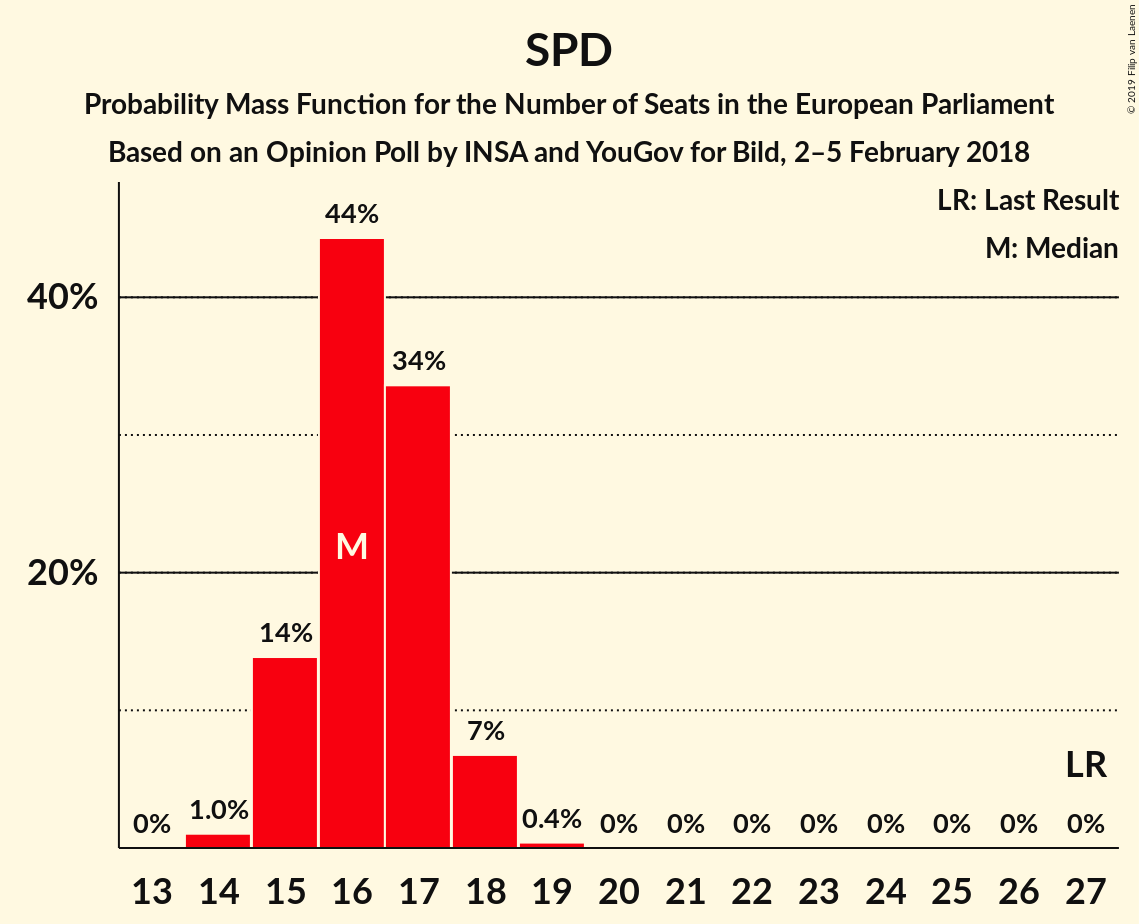 SPD
Probability Mass Function for the Number of Seats in the European Parliament
Based on an Opinion Poll by INSA and YouGov for Bild, 2–5 February 2018
© 2019 Filip van Laenen
LR: Last Result
M: Median
40%
20%
0% 1.0% 14% 44% 34% 7% 0.4% 0% 0% 0% 0% 0% 0% 0% 0%
M
LR
13 14 15 16 17 18 19 20 21 22 23 24 25 26 27